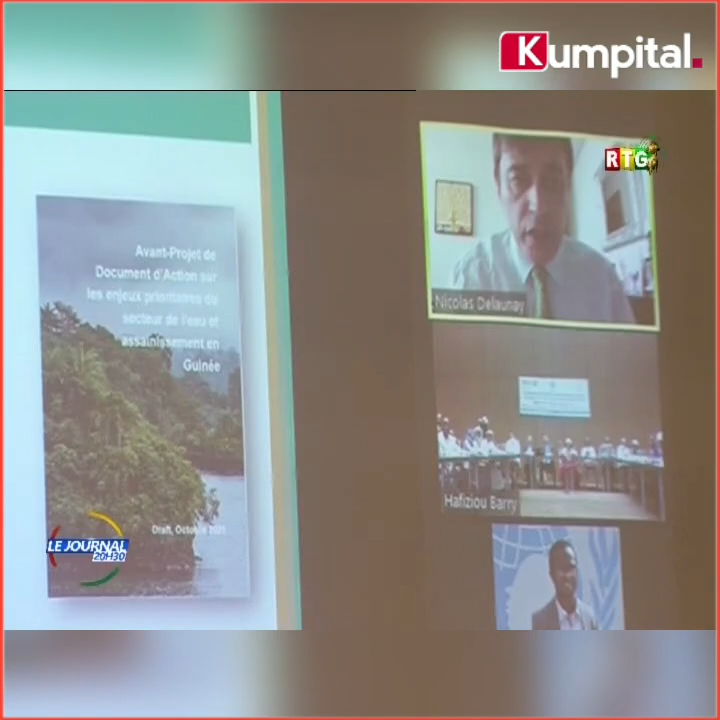 Kumpital.
RTG
Avant-Projet de
Document d'Action sur
les enjeux prioritaires du
secteur de l'eau et
assainissement en
Guinée
Draft, Octobre
LE JOURNAL
20H30
Nicolas Delaunay
Hafiziou Barry